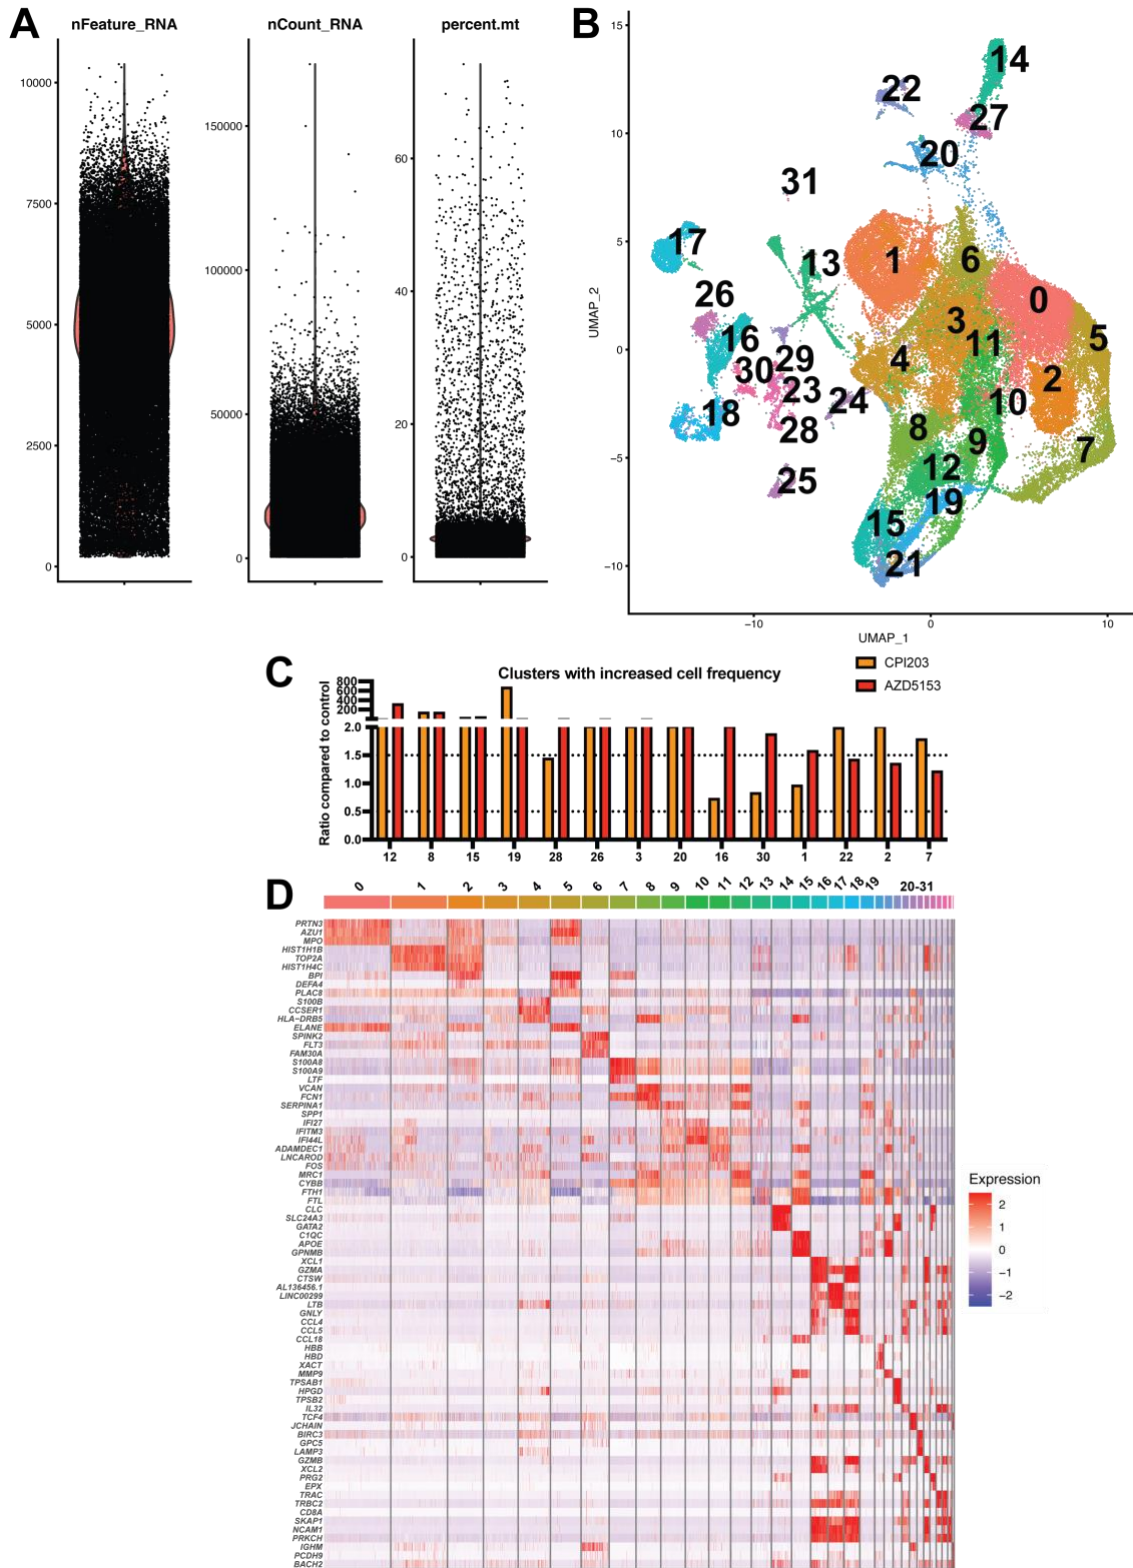 A
nFeature_RNA
nCount_RNA
percent.mt
10000
7500
5000
2500
0
150000
100000
50000
0
60
40
20
0
B
15
10
5
0
−5
−10
UMAP_2
−10
0
10
UMAP_1
14
22
27
20
31
17
13
1
6
0
26
3
16
11
5
4
29
30
2
23
10
24
18
8
28
9
7
12
25
19
15
21
C
Clusters with increased cell frequency
CPI203
AZD5153
Ratio compared to control
800
600
400
200
2.0
1.5
1.0
0.5
0.0
12 8 15 19 28 26 3 20 16 30 1 22 2 7
D
0 1 2 3 4 5 6 7 8 9 10 11 12 13 14 15 16 17 18 19 20-31
PRTN3
AZU1
MPO
HIST1H1B
TOP2A
HIST1H4C
BPI
DEFA4
PLAC8
S100B
CCSER1
HLA−DRB5
ELANE
SPINK2
FLT3
FAM30A
S100A8
S100A9
LTF
VCAN
FCN1
SERPINA1
SPP1
IFI27
IFITM3
IFI44L
ADAMDEC1
LNCAROD
FOS
MRC1
CYBB
FTH1
FTL
CLC
SLC24A3
GATA2
C1QC
APOE
GPNMB
XCL1
GZMA
CTSW
AL136456.1
LINC00299
LTB
GNLY
CCL4
CCL5
CCL18
HBB
HBD
XACT
MMP9
TPSAB1
HPGD
TPSB2
IL32
TCF4
JCHAIN
BIRC3
GPC5
LAMP3
GZMB
XCL2
PRG2
EPX
TRAC
TRBC2
CD8A
SKAP1
NCAM1
PRKCH
IGHM
PCDH9
BACH2
Expression
2
1
0
−1
−2